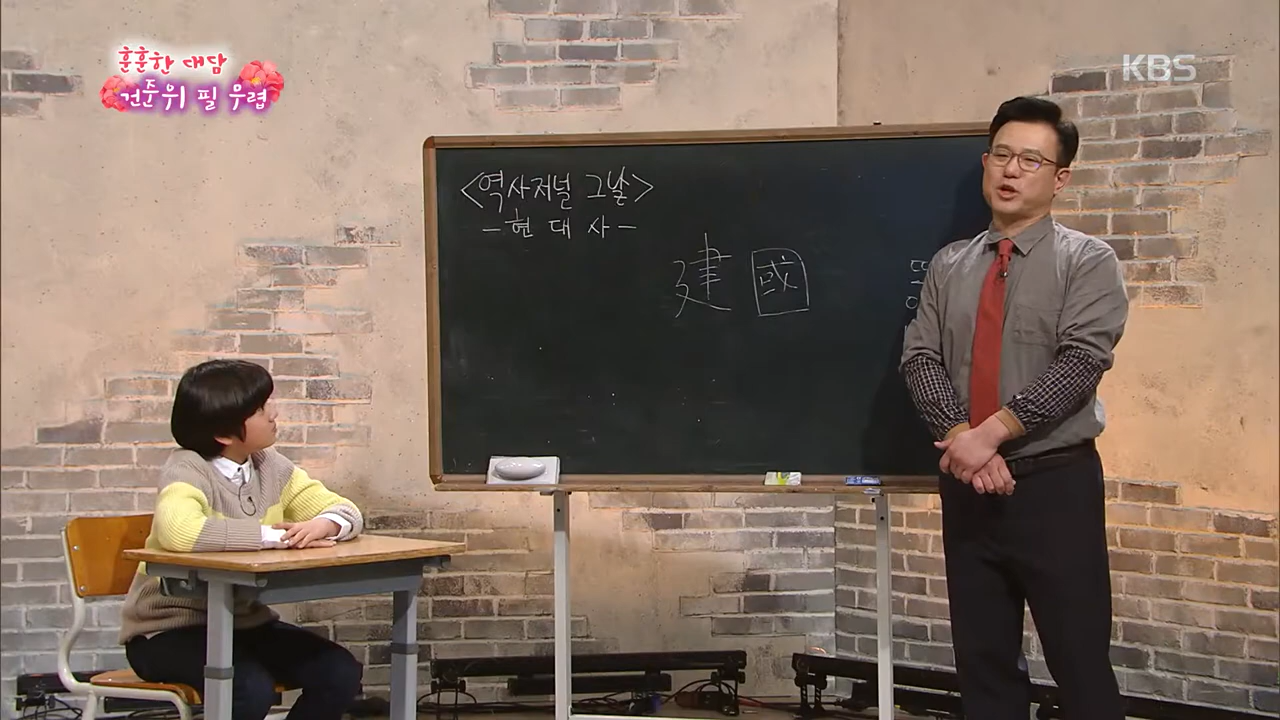 훈훈한 대담
건준위 필 무렵
KBS
<역사저널 그날>
- 현 대 사 -
建 國